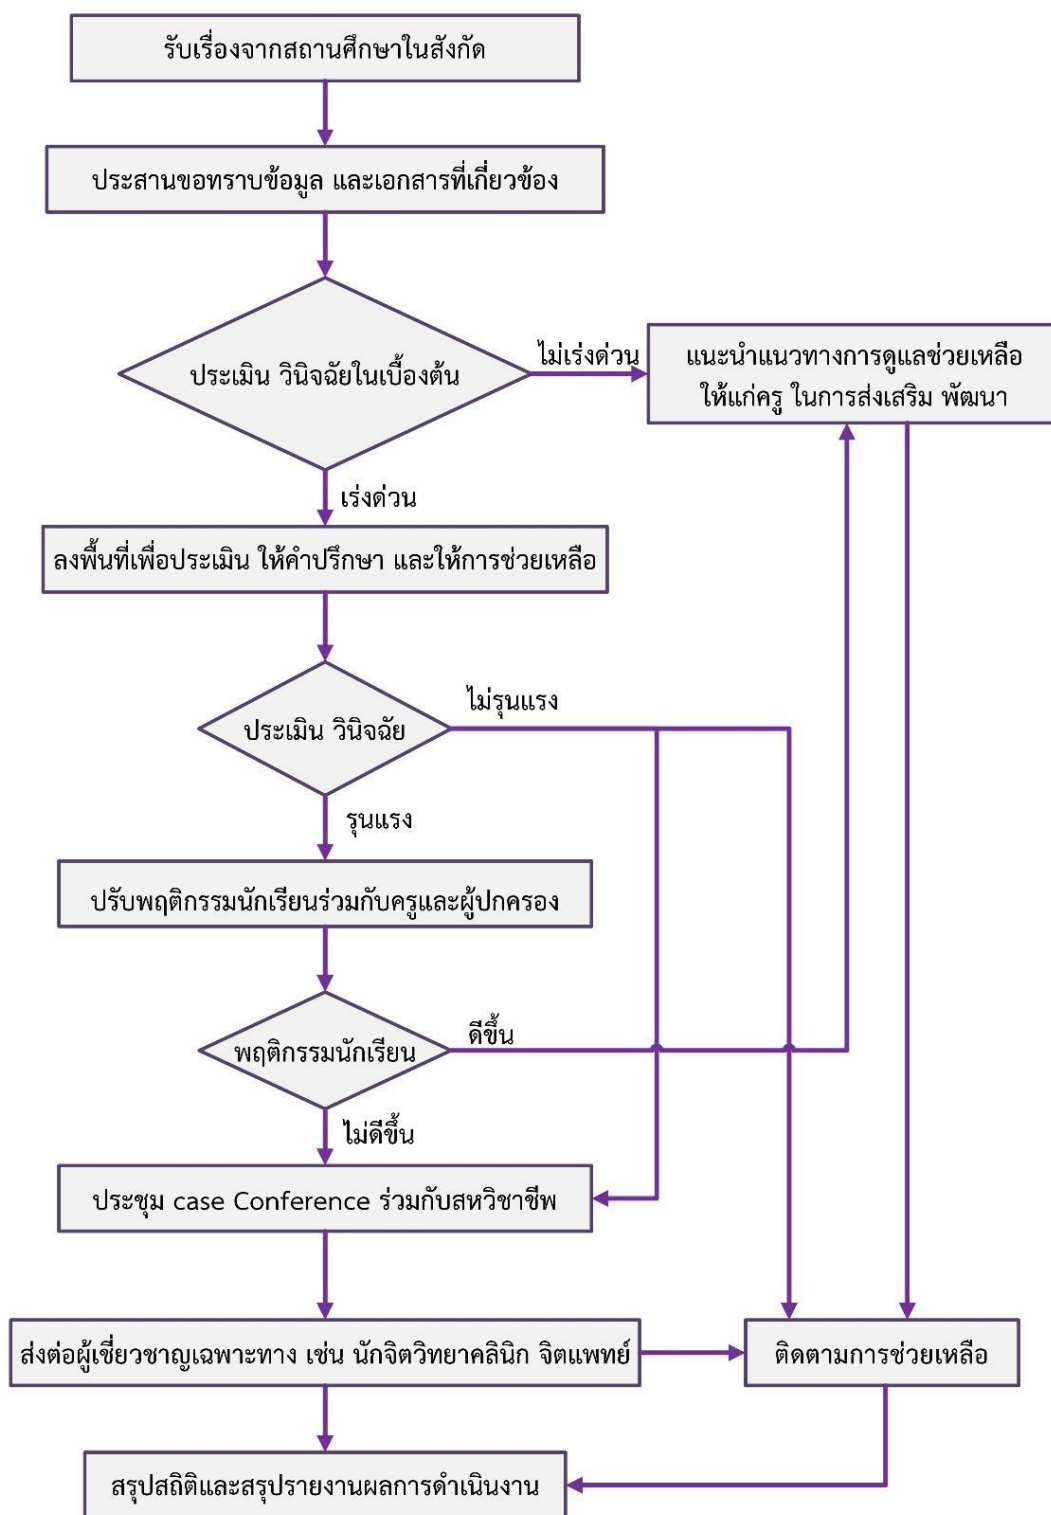 รับเรื่องจากสถานศึกษาในสังกัด
ประสานขอทราบข้อมูล และเอกสารที่เกี่ยวข้อง
ประเมิน วินิจฉัยในเบื้องต้น
ไม่เร่งด่วน
แนะนำแนวทางการดูแลช่วยเหลือ
ให้แก่ครู ในการส่งเสริม พัฒนา
เร่งด่วน
ลงพื้นที่เพื่อประเมิน ให้คำปรึกษา และให้การช่วยเหลือ
ประเมิน วินิจฉัย
ไม่รุนแรง
รุนแรง
ปรับพฤติกรรมนักเรียนร่วมกับครูและผู้ปกครอง
พฤติกรรมนักเรียน
ดีขึ้น
ไม่ดีขึ้น
ประชุม case Conference ร่วมกับสหวิชาชีพ
ส่งต่อผู้เชี่ยวชาญเฉพาะทาง เช่น นักจิตวิทยาคลินิก จิตแพทย์
ติดตามการช่วยเหลือ
สรุปสถิติและสรุปรายงานผลการดำเนินงาน